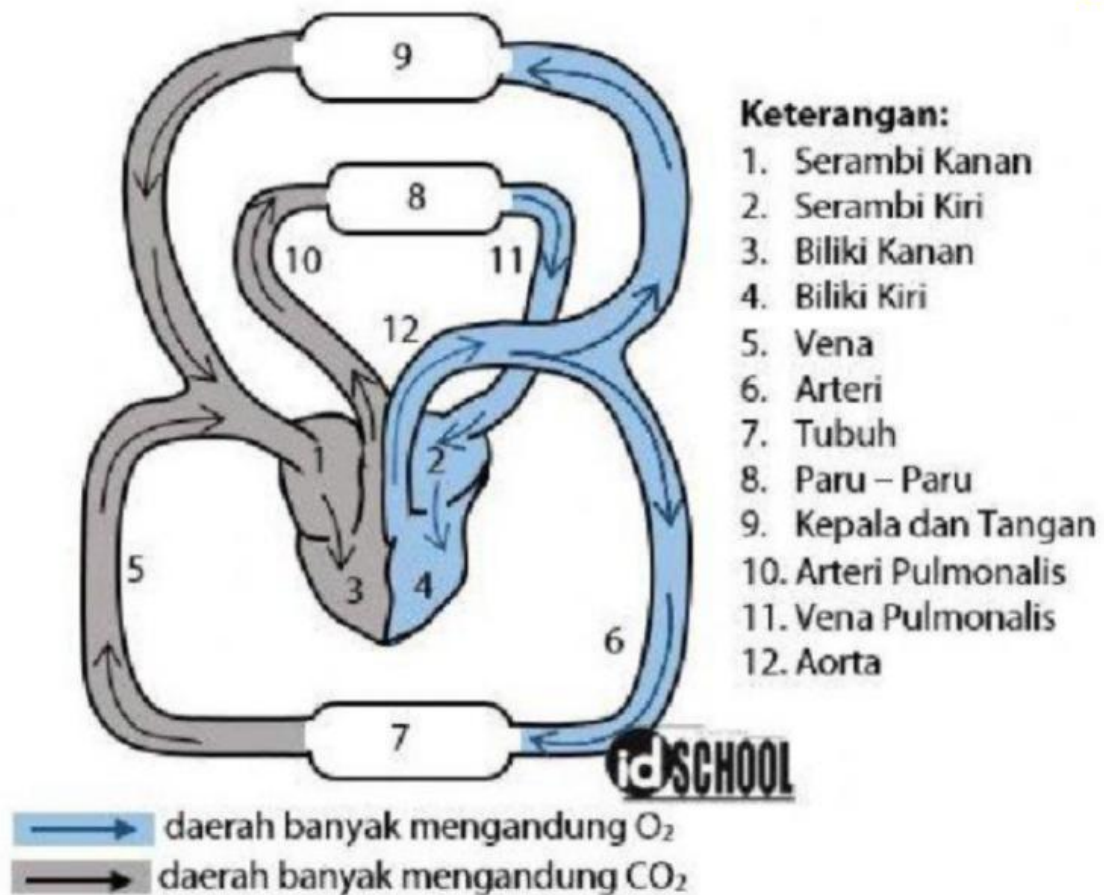 9
8
10
11
12
1
2
5
3
4
6
7
Keterangan:
1. Serambi Kanan
2. Serambi Kiri
3. Biliki Kanan
4. Biliki Kiri
5. Vena
6. Arteri
7. Tubuh
8. Paru – Paru
9. Kepala dan Tangan
10. Arteri Pulmonalis
11. Vena Pulmonalis
12. Aorta
id SCHOOL
daerah banyak mengandung O₂
daerah banyak mengandung CO₂